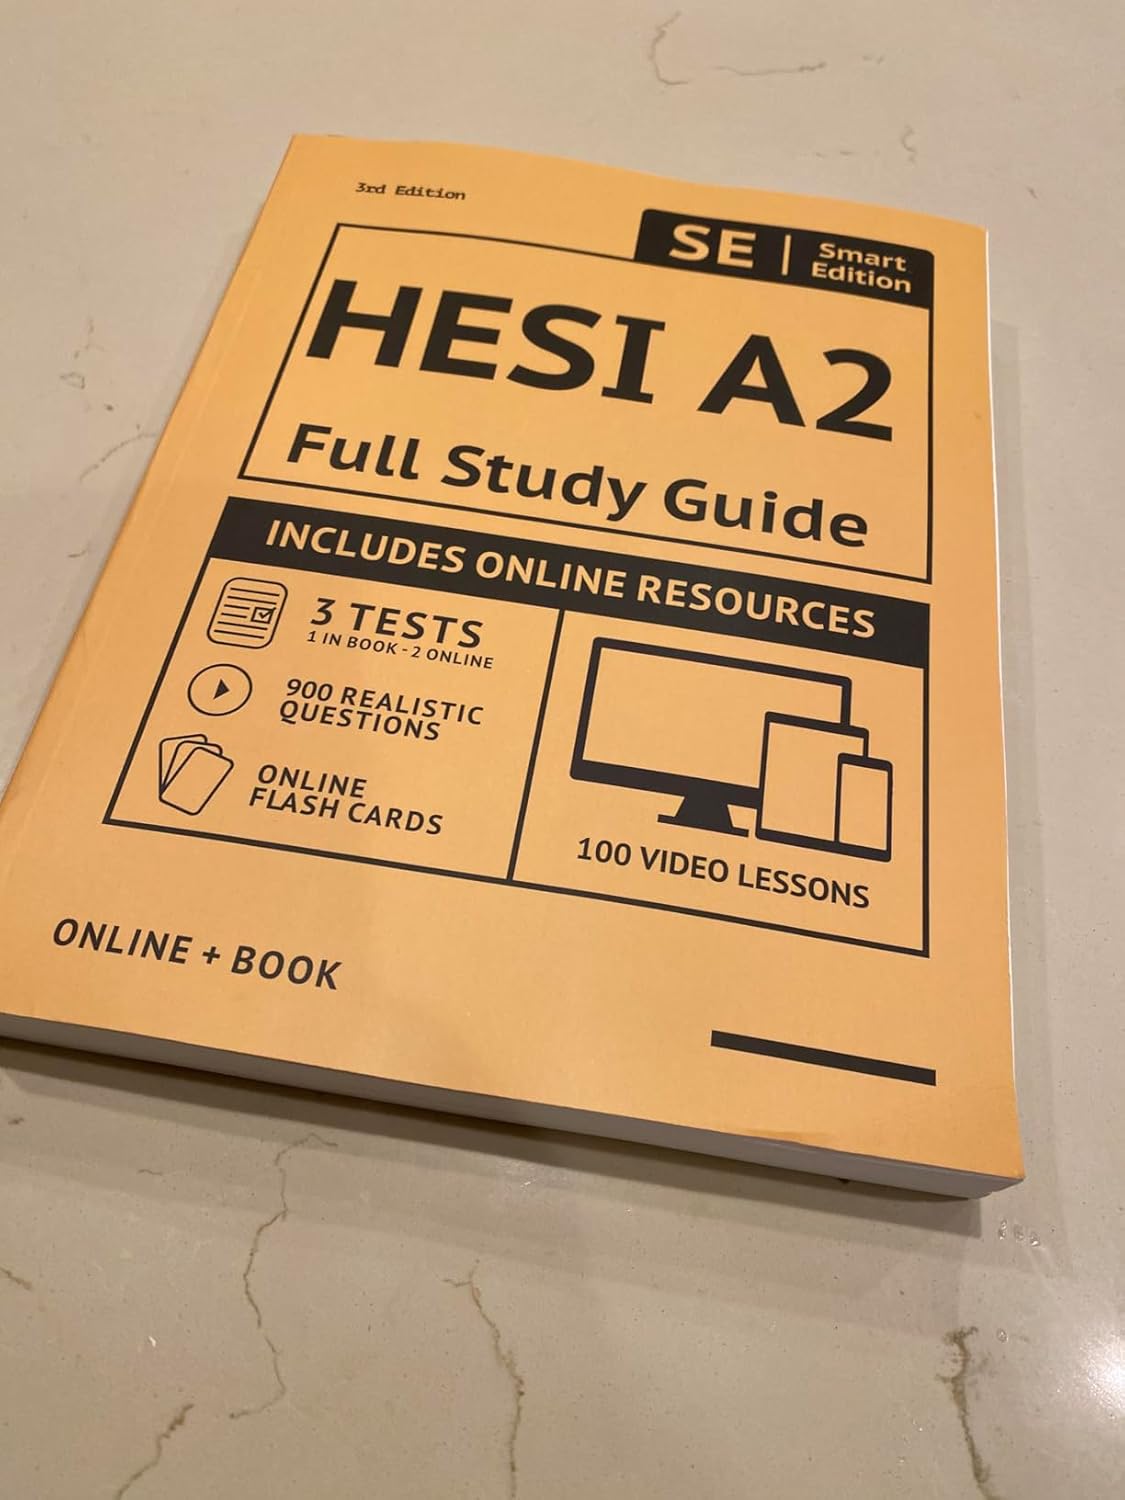 3rd Edition
SE | Smart
Edition
HESI A2
Full Study Guide
INCLUDES ONLINE RESOURCES
3 TESTS
1 IN BOOK - 2 ONLINE
900 REALISTIC
QUESTIONS
ONLINE
FLASH CARDS
100 VIDEO LESSONS
ONLINE + BOOK